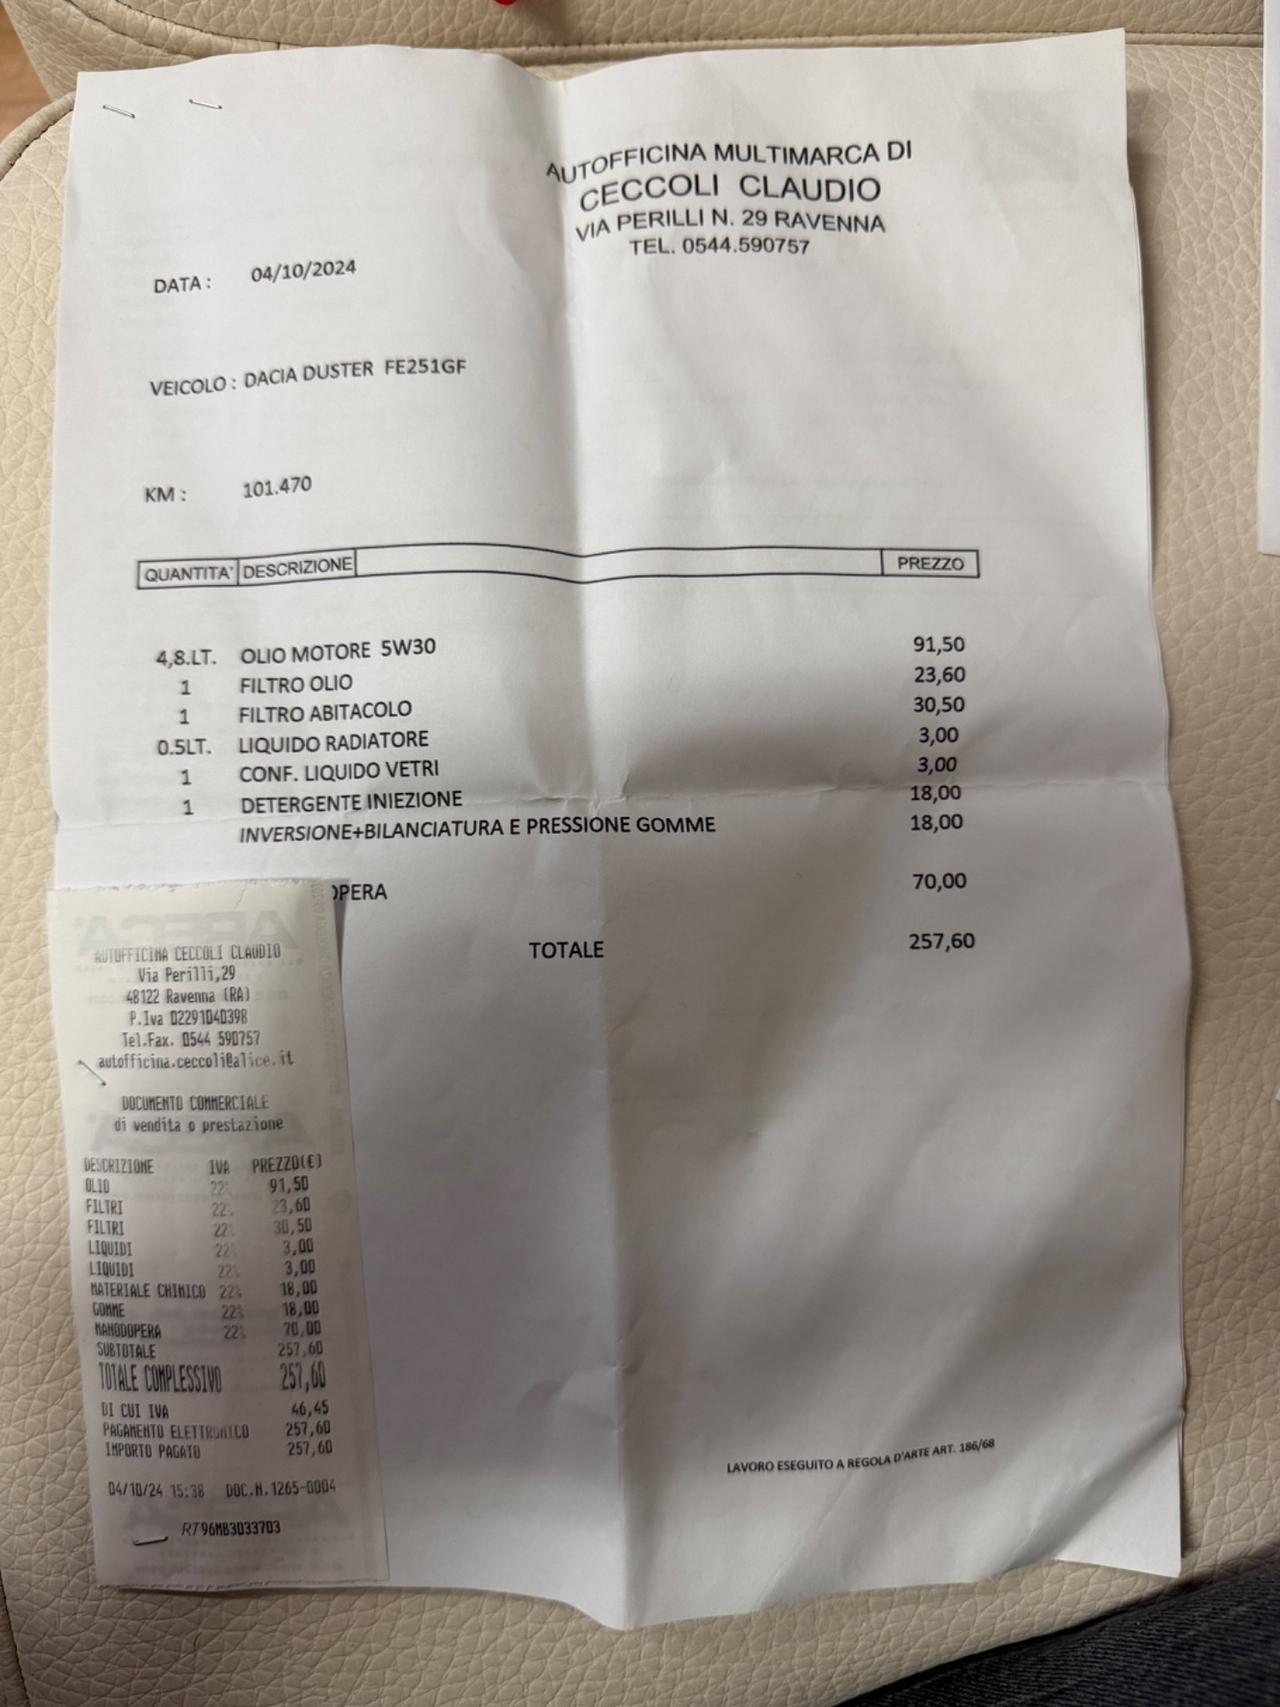 AUTOFFICINA MULTIMARCA DI
CECCOLI CLAUDIO
VIA PERILLI N. 29 RAVENNA
TEL. 0544.590757
DATA : 04/10/2024
VEICOLO : DACIA DUSTER FE251GF
KM : 101.470
QUANTITA' DESCRIZIONE PREZZO
4,8.LT. OLIO MOTORE 5W30 91,50
1 FILTRO OLIO 23,60
1 FILTRO ABITACOLO 30,50
0.5LT. LIQUIDO RADIATORE 3,00
1 CONF. LIQUIDO VETRI 3,00
1 DETERGENTE INIEZIONE 18,00
INVERSIONE+BILANCIATURA E PRESSIONE GOMME 18,00
OPERA 70,00
TOTALE 257,60
AUTOFFICINA CECCOLI CLAUDIO
Via Perilli,29
48122 Ravenna (RA)
P.Iva 02291040398
Tel.Fax. 0544 590757
autofficina.ceccoli@alice.it
DOCUMENTO COMMERCIALE
di vendita o prestazione
DESCRIZIONE IVA PREZZO(€)
OLIO 22% 91,50
FILTRI 22% 23,60
FILTRI 22% 30,50
LIQUIDI 22% 3,00
LIQUIDI 22% 3,00
MATERIALE CHIMICO 22% 18,00
GOMME 22% 18,00
MANODOPERA 22% 70,00
SUBTOTALE 257,60
TOTALE COMPLESSIVO 257,60
DI CUI IVA 46,45
PAGAMENTO ELETTRONICO 257,60
IMPORTO PAGATO 257,60
04/10/24 15:38 DOC.N.1265-0004
RT 96MB3033703
LAVORO ESEGUITO A REGOLA D'ARTE ART. 186/68